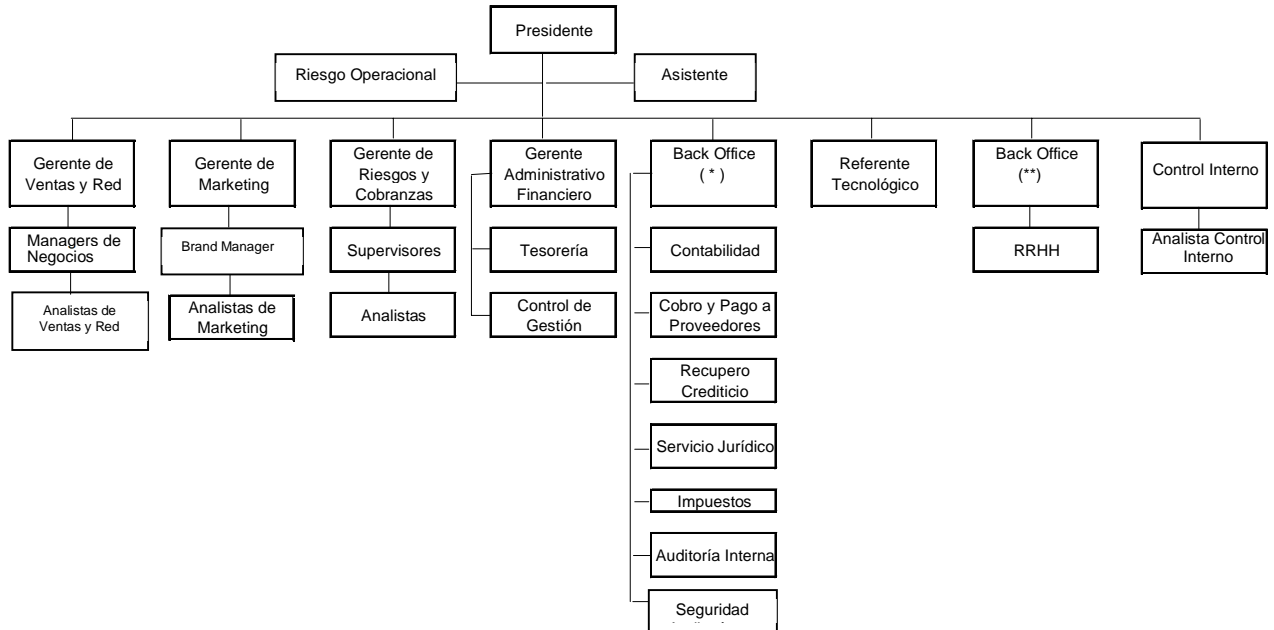 Presidente
Riesgo Operacional
Asistente
Gerente de
Ventas y Red
Gerente de
Marketing
Gerente de
Riesgos y
Cobranzas
Gerente
Administrativo
Financiero
Back Office
( * )
Referente
Tecnológico
Back Office
(**)
Control Interno
Managers de
Negocios
Brand Manager
Supervisores
Tesorería
Contabilidad
RRHH
Analista Control
Interno
Analistas de
Ventas y Red
Analistas de
Marketing
Analistas
Control de
Gestión
Cobro y Pago a
Proveedores
Recupero
Crediticio
Servicio Jurídico
Impuestos
Auditoría Interna
Seguridad